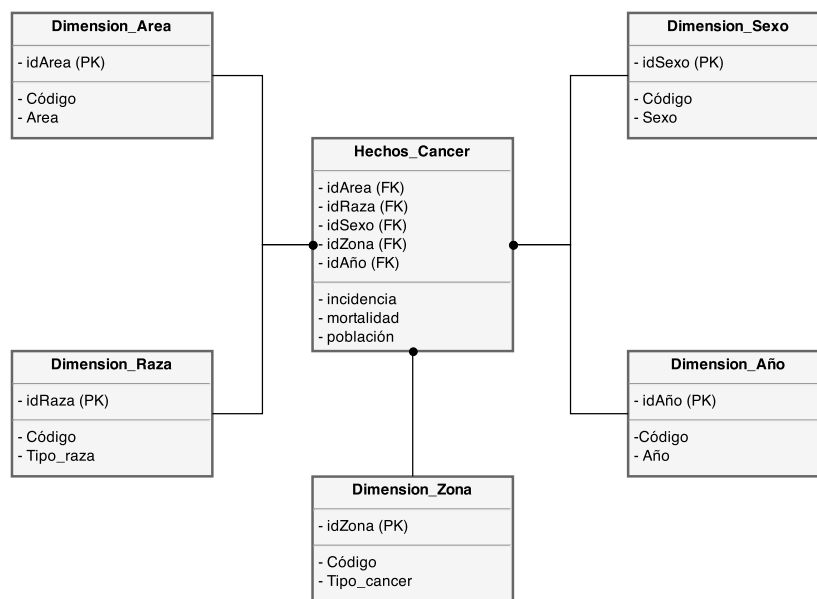 Dimension_Area
- idArea (PK)
- Código
- Area
Dimension_Sexo
- idSexo (PK)
- Código
- Sexo
Hechos_Cancer
- idArea (FK)
- idRaza (FK)
- idSexo (FK)
- idZona (FK)
- idAño (FK)
- incidencia
- mortalidad
- población
Dimension_Raza
- idRaza (PK)
- Código
- Tipo_raza
Dimension_Año
- idAño (PK)
-Código
- Año
Dimension_Zona
- idZona (PK)
- Código
- Tipo_cancer